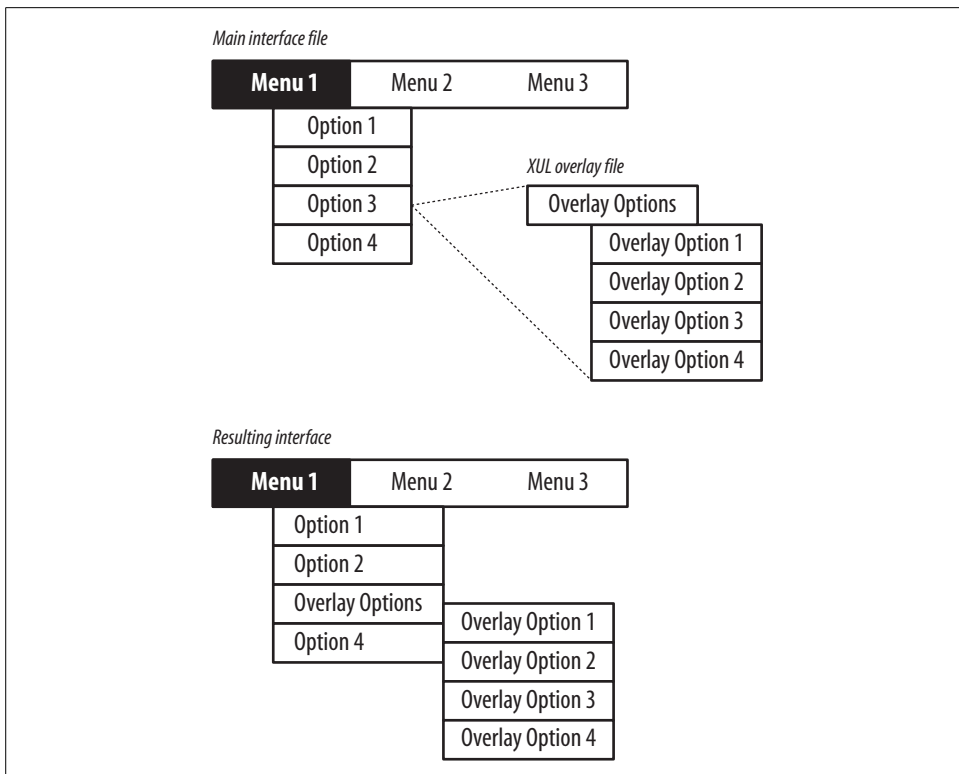 Main interface file
Menu 1 Menu 2 Menu 3
Option 1
Option 2
Option 3
Option 4
XUL overlay file
Overlay Options
Overlay Option 1
Overlay Option 2
Overlay Option 3
Overlay Option 4
Resulting interface
Menu 1 Menu 2 Menu 3
Option 1
Option 2
Overlay Options
Option 4
Overlay Option 1
Overlay Option 2
Overlay Option 3
Overlay Option 4